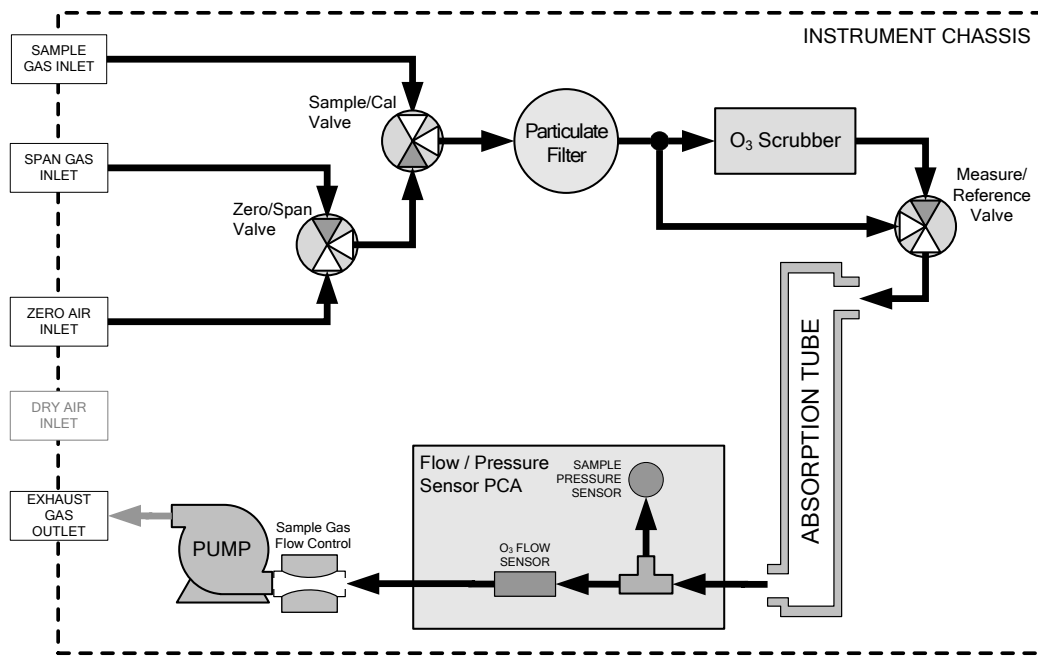 INSTRUMENT CHASSIS
SAMPLE
GAS INLET
Sample/Cal
Valve
Particulate
Filter
O₃ Scrubber
SPAN GAS
INLET
Measure/
Reference
Valve
Zero/Span
Valve
ZERO AIR
INLET
ABSORPTION TUBE
DRY AIR
INLET
Flow / Pressure
Sensor PCA
SAMPLE
PRESSURE
SENSOR
EXHAUST
GAS
OUTLET
PUMP
Sample Gas
Flow Control
O₃ FLOW
SENSOR